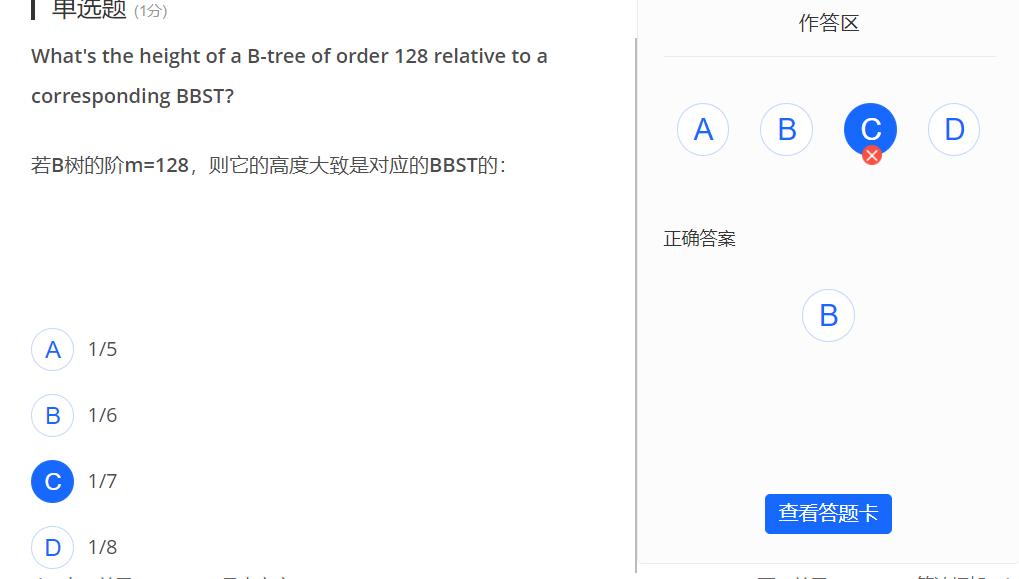 单选题 (1分)
What's the height of a B-tree of order 128 relative to a
corresponding BBST?
若B树的阶m=128，则它的高度大致是对应的BBST的：
A 1/5
B 1/6
C 1/7
D 1/8
作答区
A B C D
正确答案
B
查看答题卡